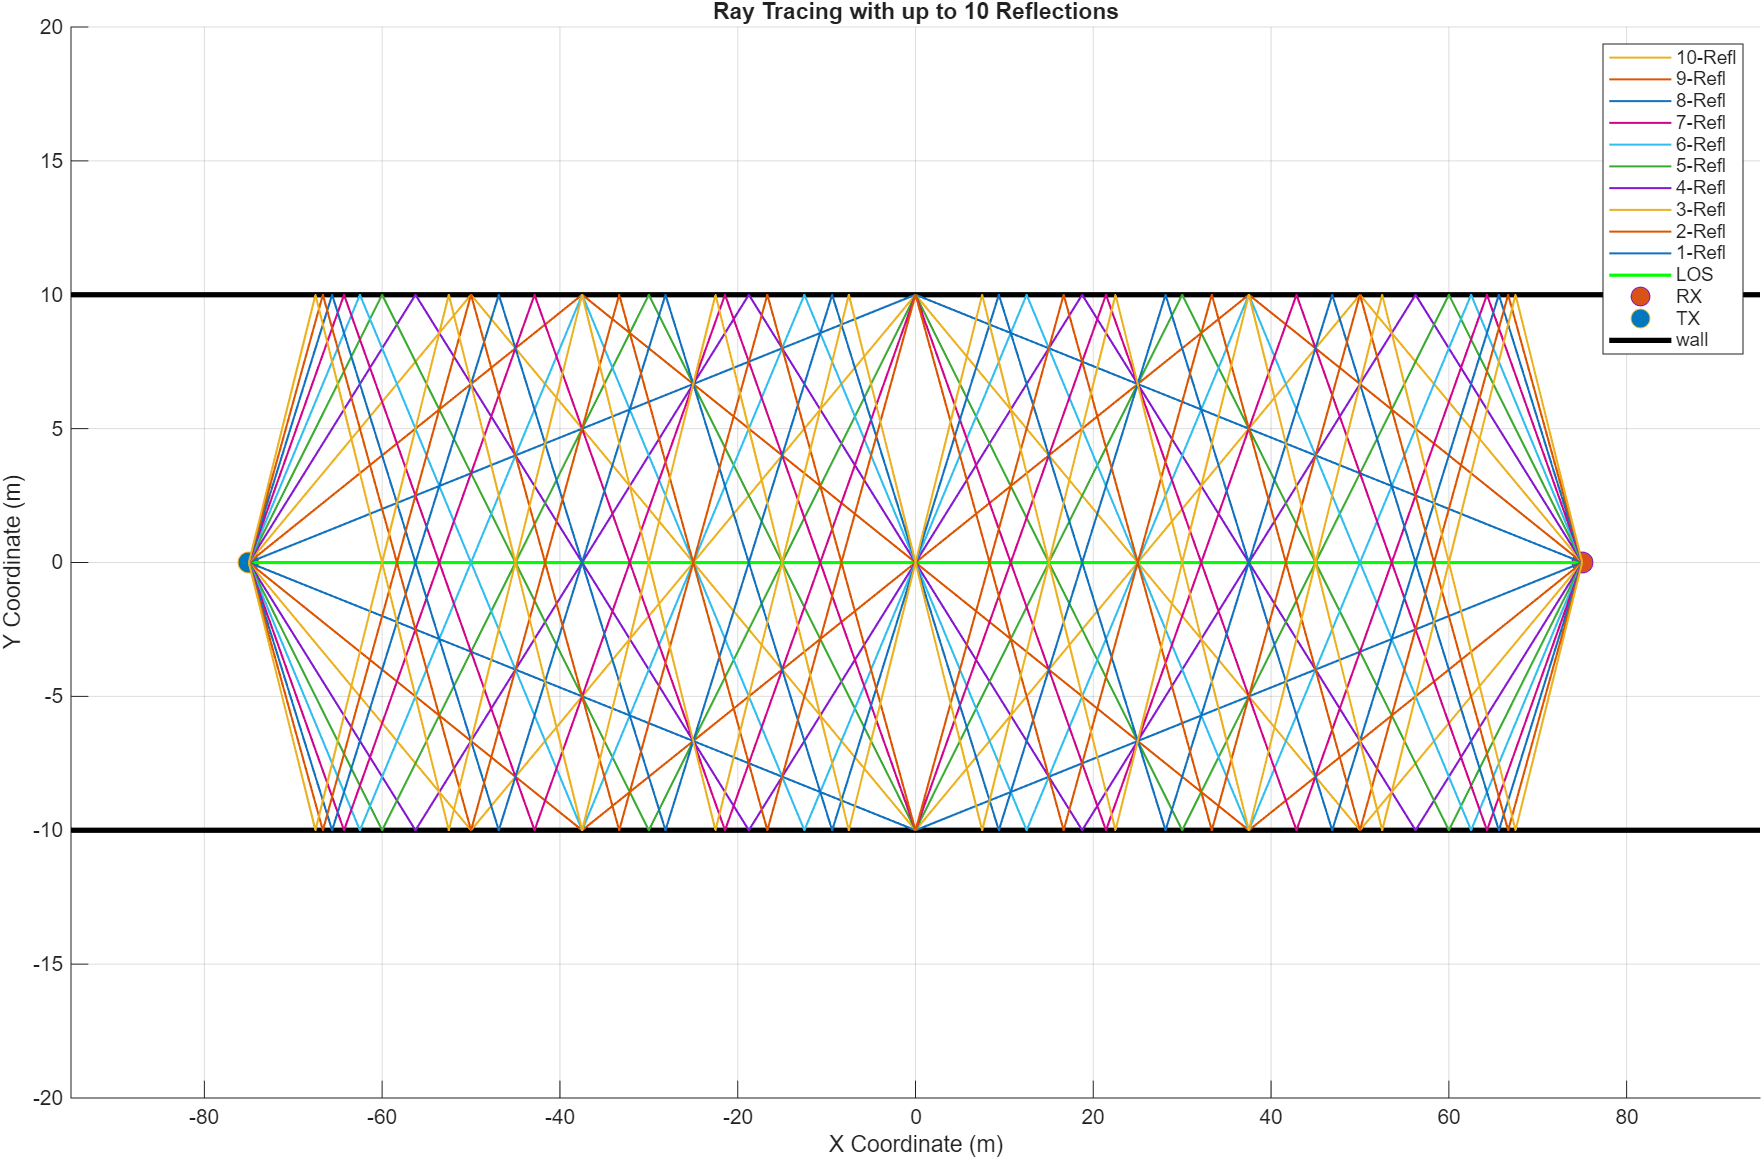 Ray Tracing with up to 10 Reflections
20
15
10
5
0
-5
-10
-15
-20
Y Coordinate (m)
-80
-60
-40
-20
0
20
40
60
80
X Coordinate (m)
10-Refl
9-Refl
8-Refl
7-Refl
6-Refl
5-Refl
4-Refl
3-Refl
2-Refl
1-Refl
LOS
RX
TX
wall